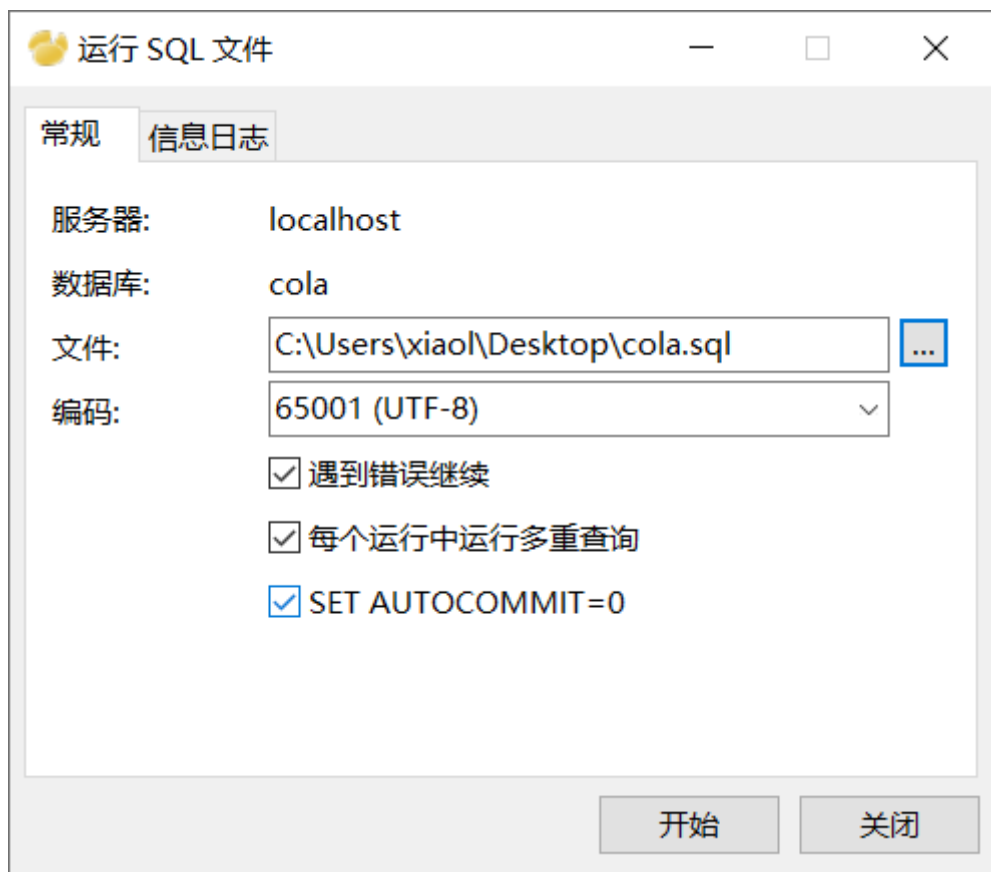 运行 SQL 文件
常规 信息日志
服务器: localhost
数据库: cola
文件: C:\Users\xiaol\Desktop\cola.sql ...
编码: 65001 (UTF-8)
遇到错误继续
每个运行中运行多重查询
SET AUTOCOMMIT=0
开始 关闭